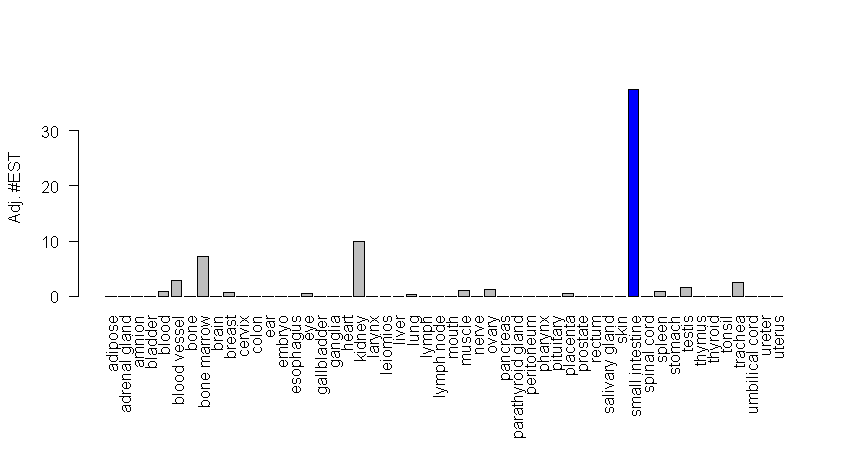 Adj. #EST
30
20
10
0
adipose
adrenal gland
amnion
bladder
blood
blood vessel
bone
bone marrow
brain
breast
cervix
colon
ear
embryo
esophagus
eye
gallbladder
ganglia
heart
kidney
larynx
leiomios
liver
lung
lymph
lymph node
mouth
muscle
nerve
ovary
pancreas
parathyroid gland
peritoneum
pharynx
pituitary
placenta
prostate
rectum
salivary gland
skin
small intestine
spinal cord
spleen
stomach
testis
thymus
thyroid
tonsil
trachea
umbilical cord
ureter
uterus